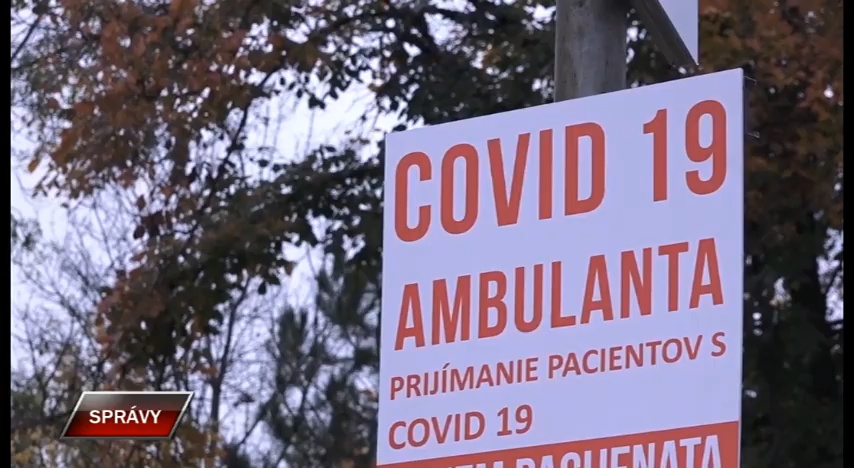 COVID 19
AMBULANTA
PRIJÍMANIE PACIENTOV S
COVID 19
SPRÁVY